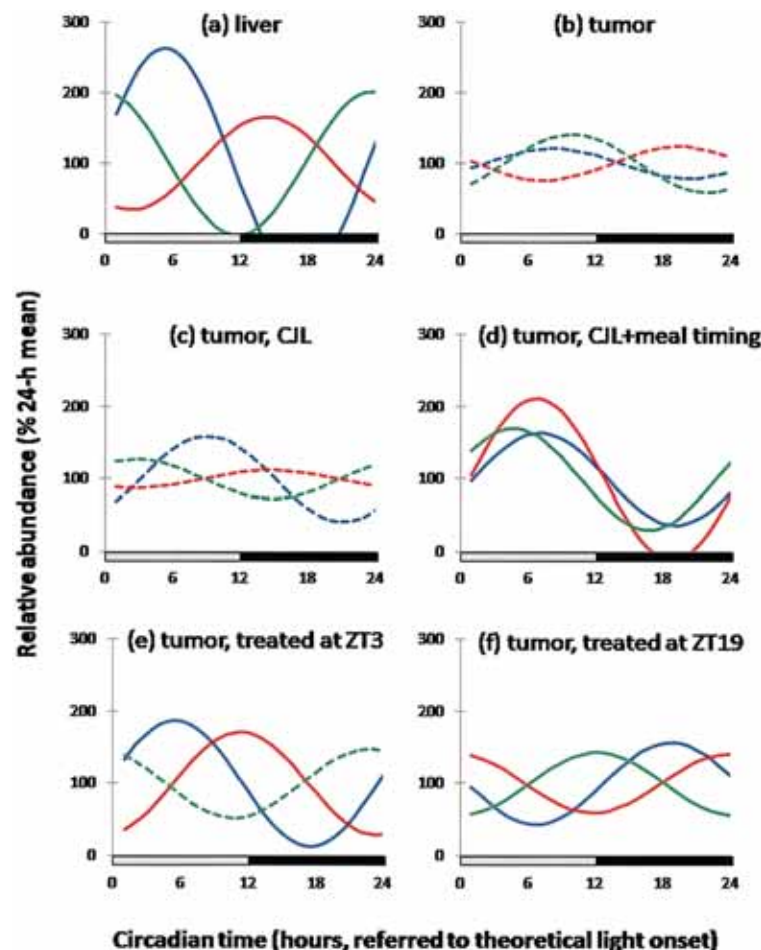 (a) liver
(b) tumor
300
200
100
0
0 6 12 18 24
300
200
100
0
0 6 12 18 24
(c) tumor, CJL
(d) tumor, CJL+meal timing
300
200
100
0
0 6 12 18 24
300
200
100
0
0 6 12 18 24
(e) tumor, treated at ZT3
(f) tumor, treated at ZT19
300
200
100
0
0 6 12 18 24
300
200
100
0
0 6 12 18 24
Relative abundance (% 24-h mean)
Circadian time (hours, referred to theoretical light onset)